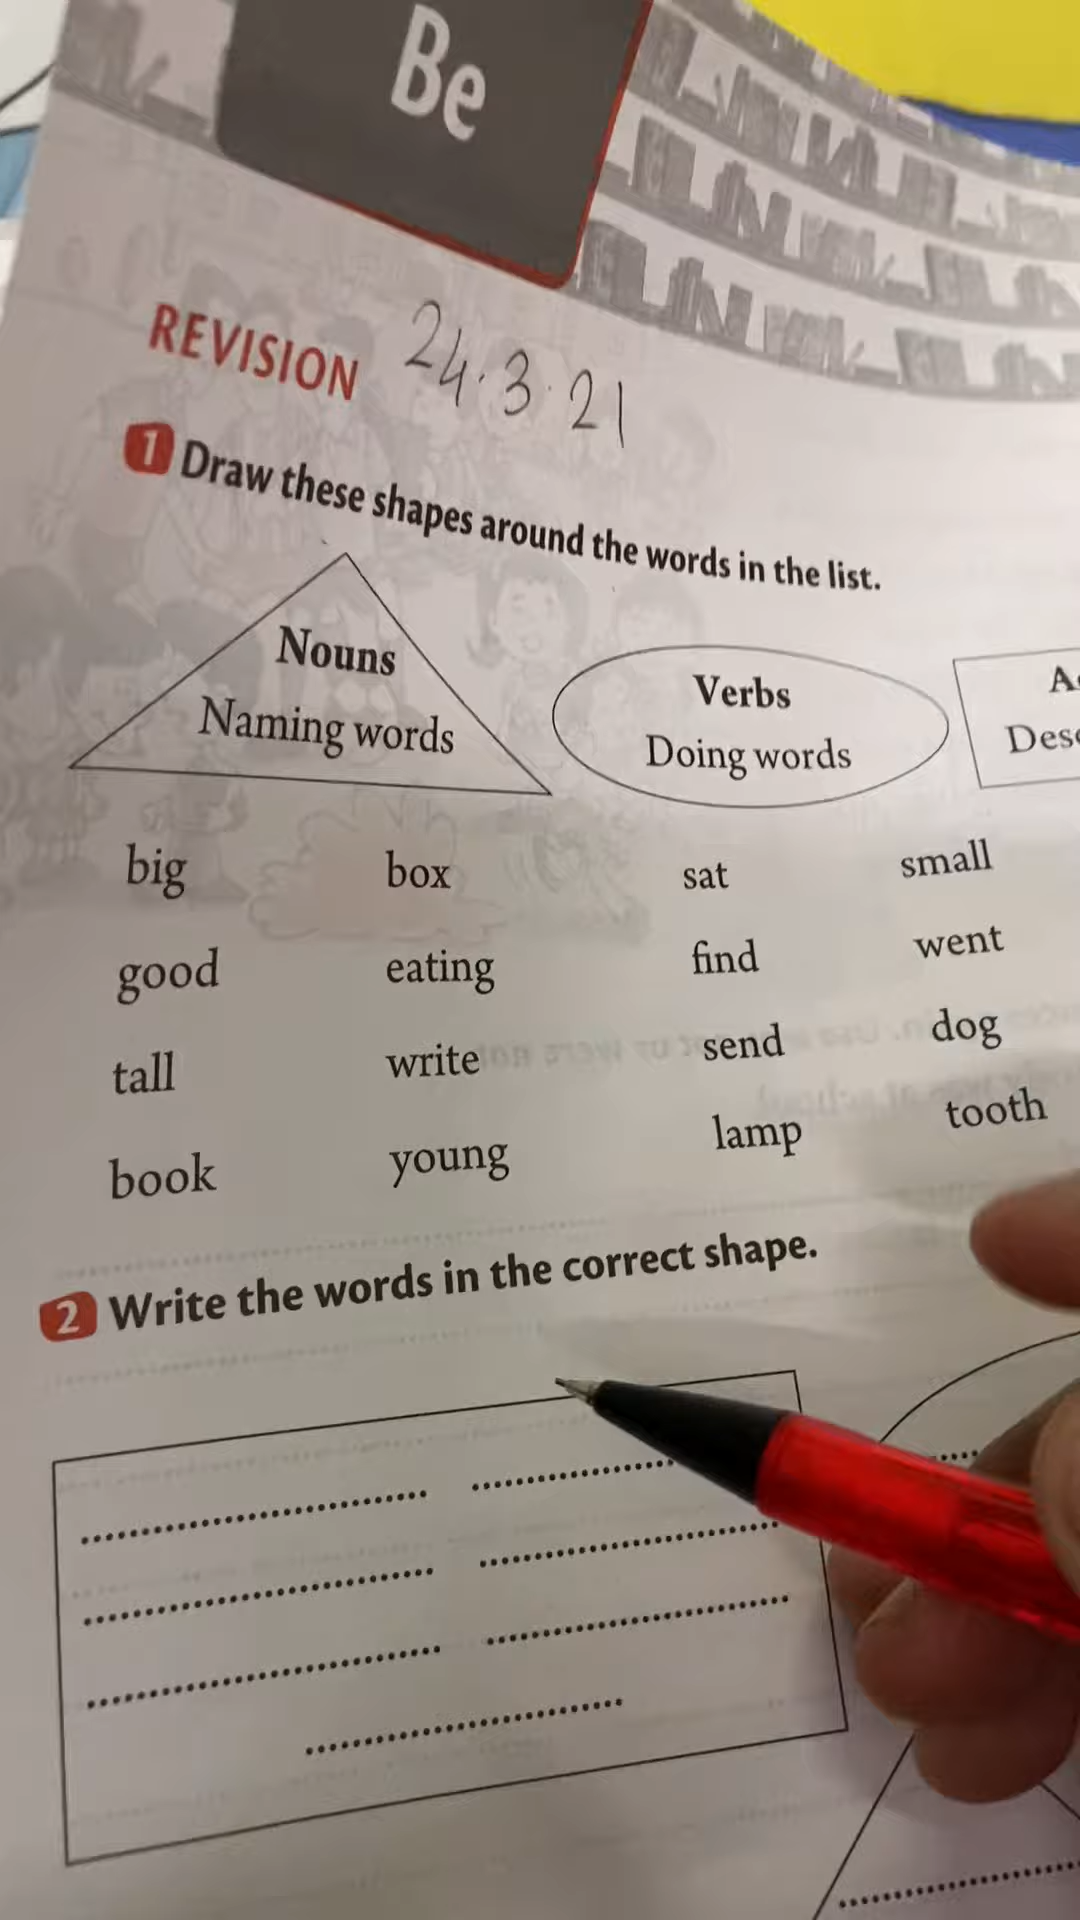 Be
REVISION 24.3.21
1 Draw these shapes around the words in the list.
Nouns
Naming words
Verbs
Doing words
big box sat small
good eating find went
tall write send dog
book young lamp tooth
2 Write the words in the correct shape.